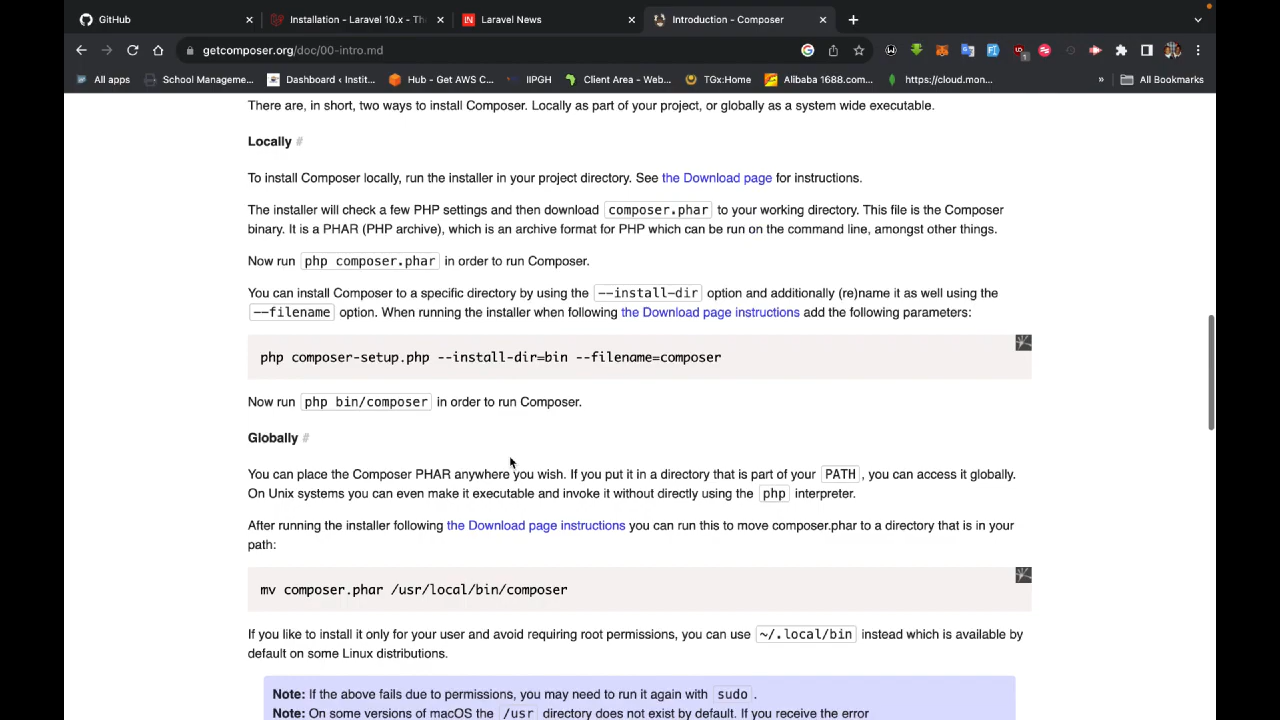 GitHub
Installation - Laravel 10.x - Th
Laravel News
Introduction - Composer
getcomposer.org/doc/00-intro.md
All apps
School Manageme...
Dashboard ‹ Instit...
Hub - Get AWS C...
IIPGH
Client Area - Web...
TGx:Home
Alibaba 1688.com...
https://cloud.mon...
»
All Bookmarks
There are, in short, two ways to install Composer. Locally as part of your project, or globally as a system wide executable.
Locally #
To install Composer locally, run the installer in your project directory. See the Download page for instructions.
The installer will check a few PHP settings and then download composer.phar to your working directory. This file is the Composer
binary. It is a PHAR (PHP archive), which is an archive format for PHP which can be run on the command line, amongst other things.
Now run php composer.phar in order to run Composer.
You can install Composer to a specific directory by using the --install-dir option and additionally (re)name it as well using the
--filename option. When running the installer when following the Download page instructions add the following parameters:
php composer-setup.php --install-dir=bin --filename=composer
Now run php bin/composer in order to run Composer.
Globally #
You can place the Composer PHAR anywhere you wish. If you put it in a directory that is part of your PATH, you can access it globally.
On Unix systems you can even make it executable and invoke it without directly using the php interpreter.
After running the installer following the Download page instructions you can run this to move composer.phar to a directory that is in your
path:
mv composer.phar /usr/local/bin/composer
If you like to install it only for your user and avoid requiring root permissions, you can use ~/.local/bin instead which is available by
default on some Linux distributions.
Note: If the above fails due to permissions, you may need to run it again with sudo.
Note: On some versions of macOS the /usr directory does not exist by default. If you receive the error